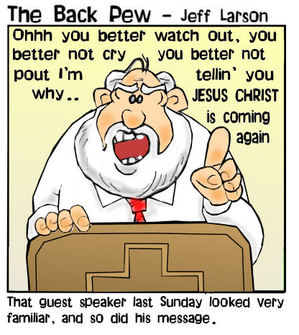 The Back Pew – Jeff Larson
Ohhh you better watch out, you
better not cry you better not
pout I'm tellin' you
why.. JESUS CHRIST
is coming
again
That guest speaker last Sunday looked very
familiar, and so did his message.